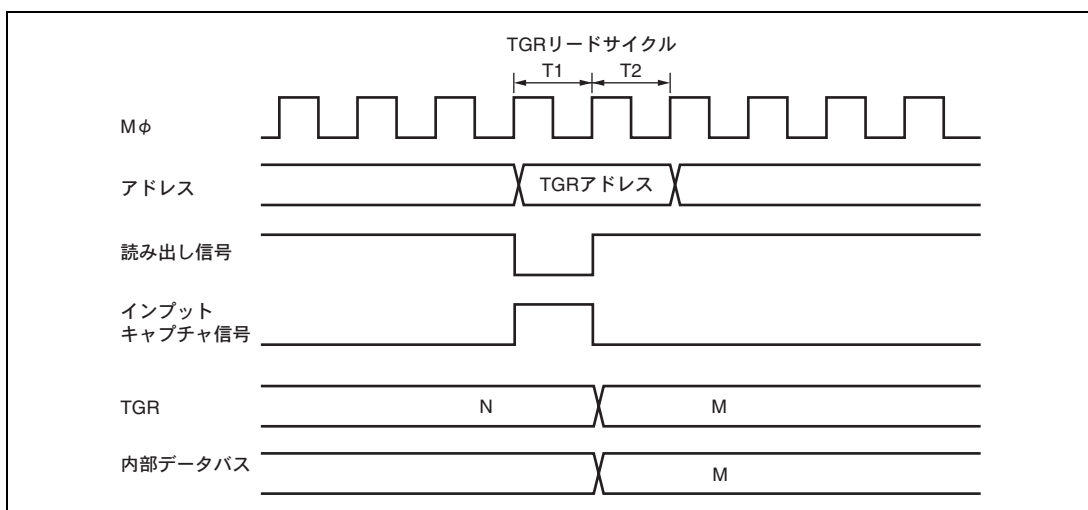 TGRリードサイクル
T1 T2
Mφ
アドレス
TGRアドレス
読み出し信号
インプット
キャプチャ信号
TGR
N
M
内部データバス
M